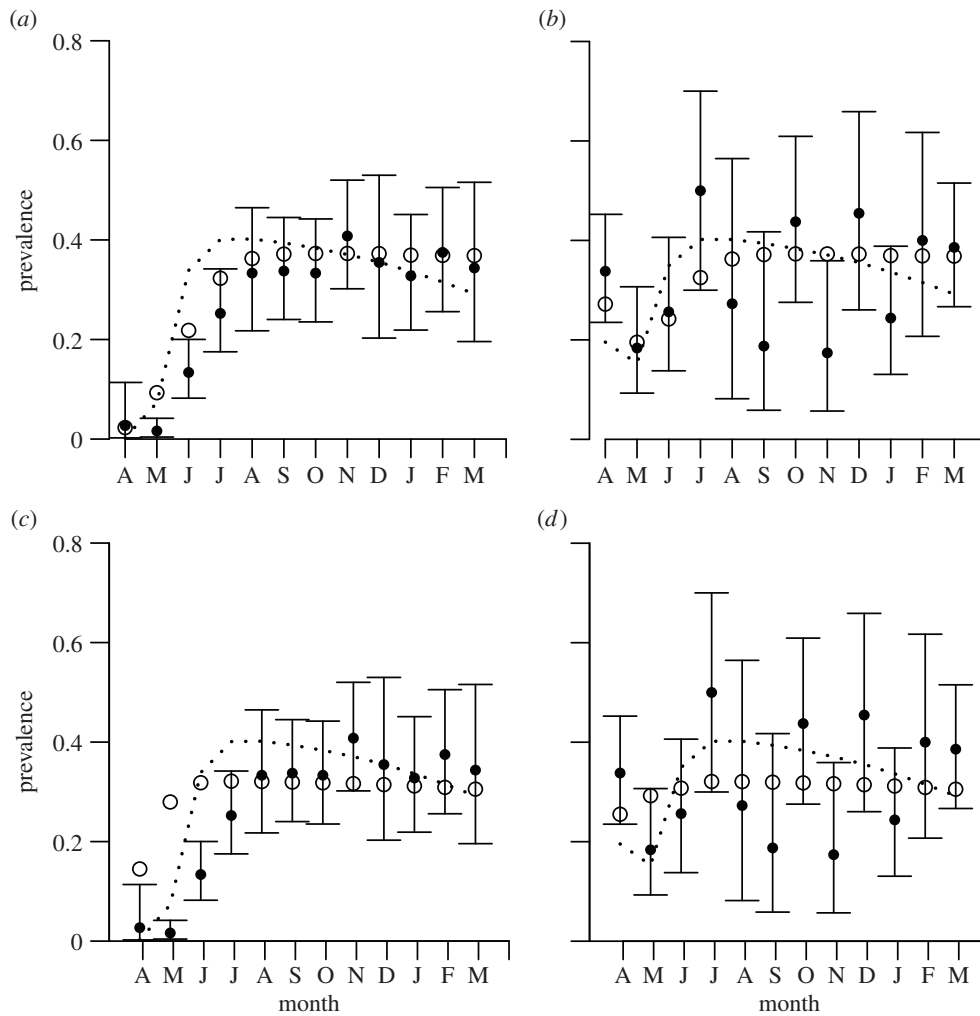 (a)
(b)
0.8
0.6
0.4
0.2
0
prevalence
A M J J A S O N D J F M
A M J J A S O N D J F M
(c)
(d)
0.8
0.6
0.4
0.2
0
prevalence
A M J J A S O N D J F M
A M J J A S O N D J F M
month
month